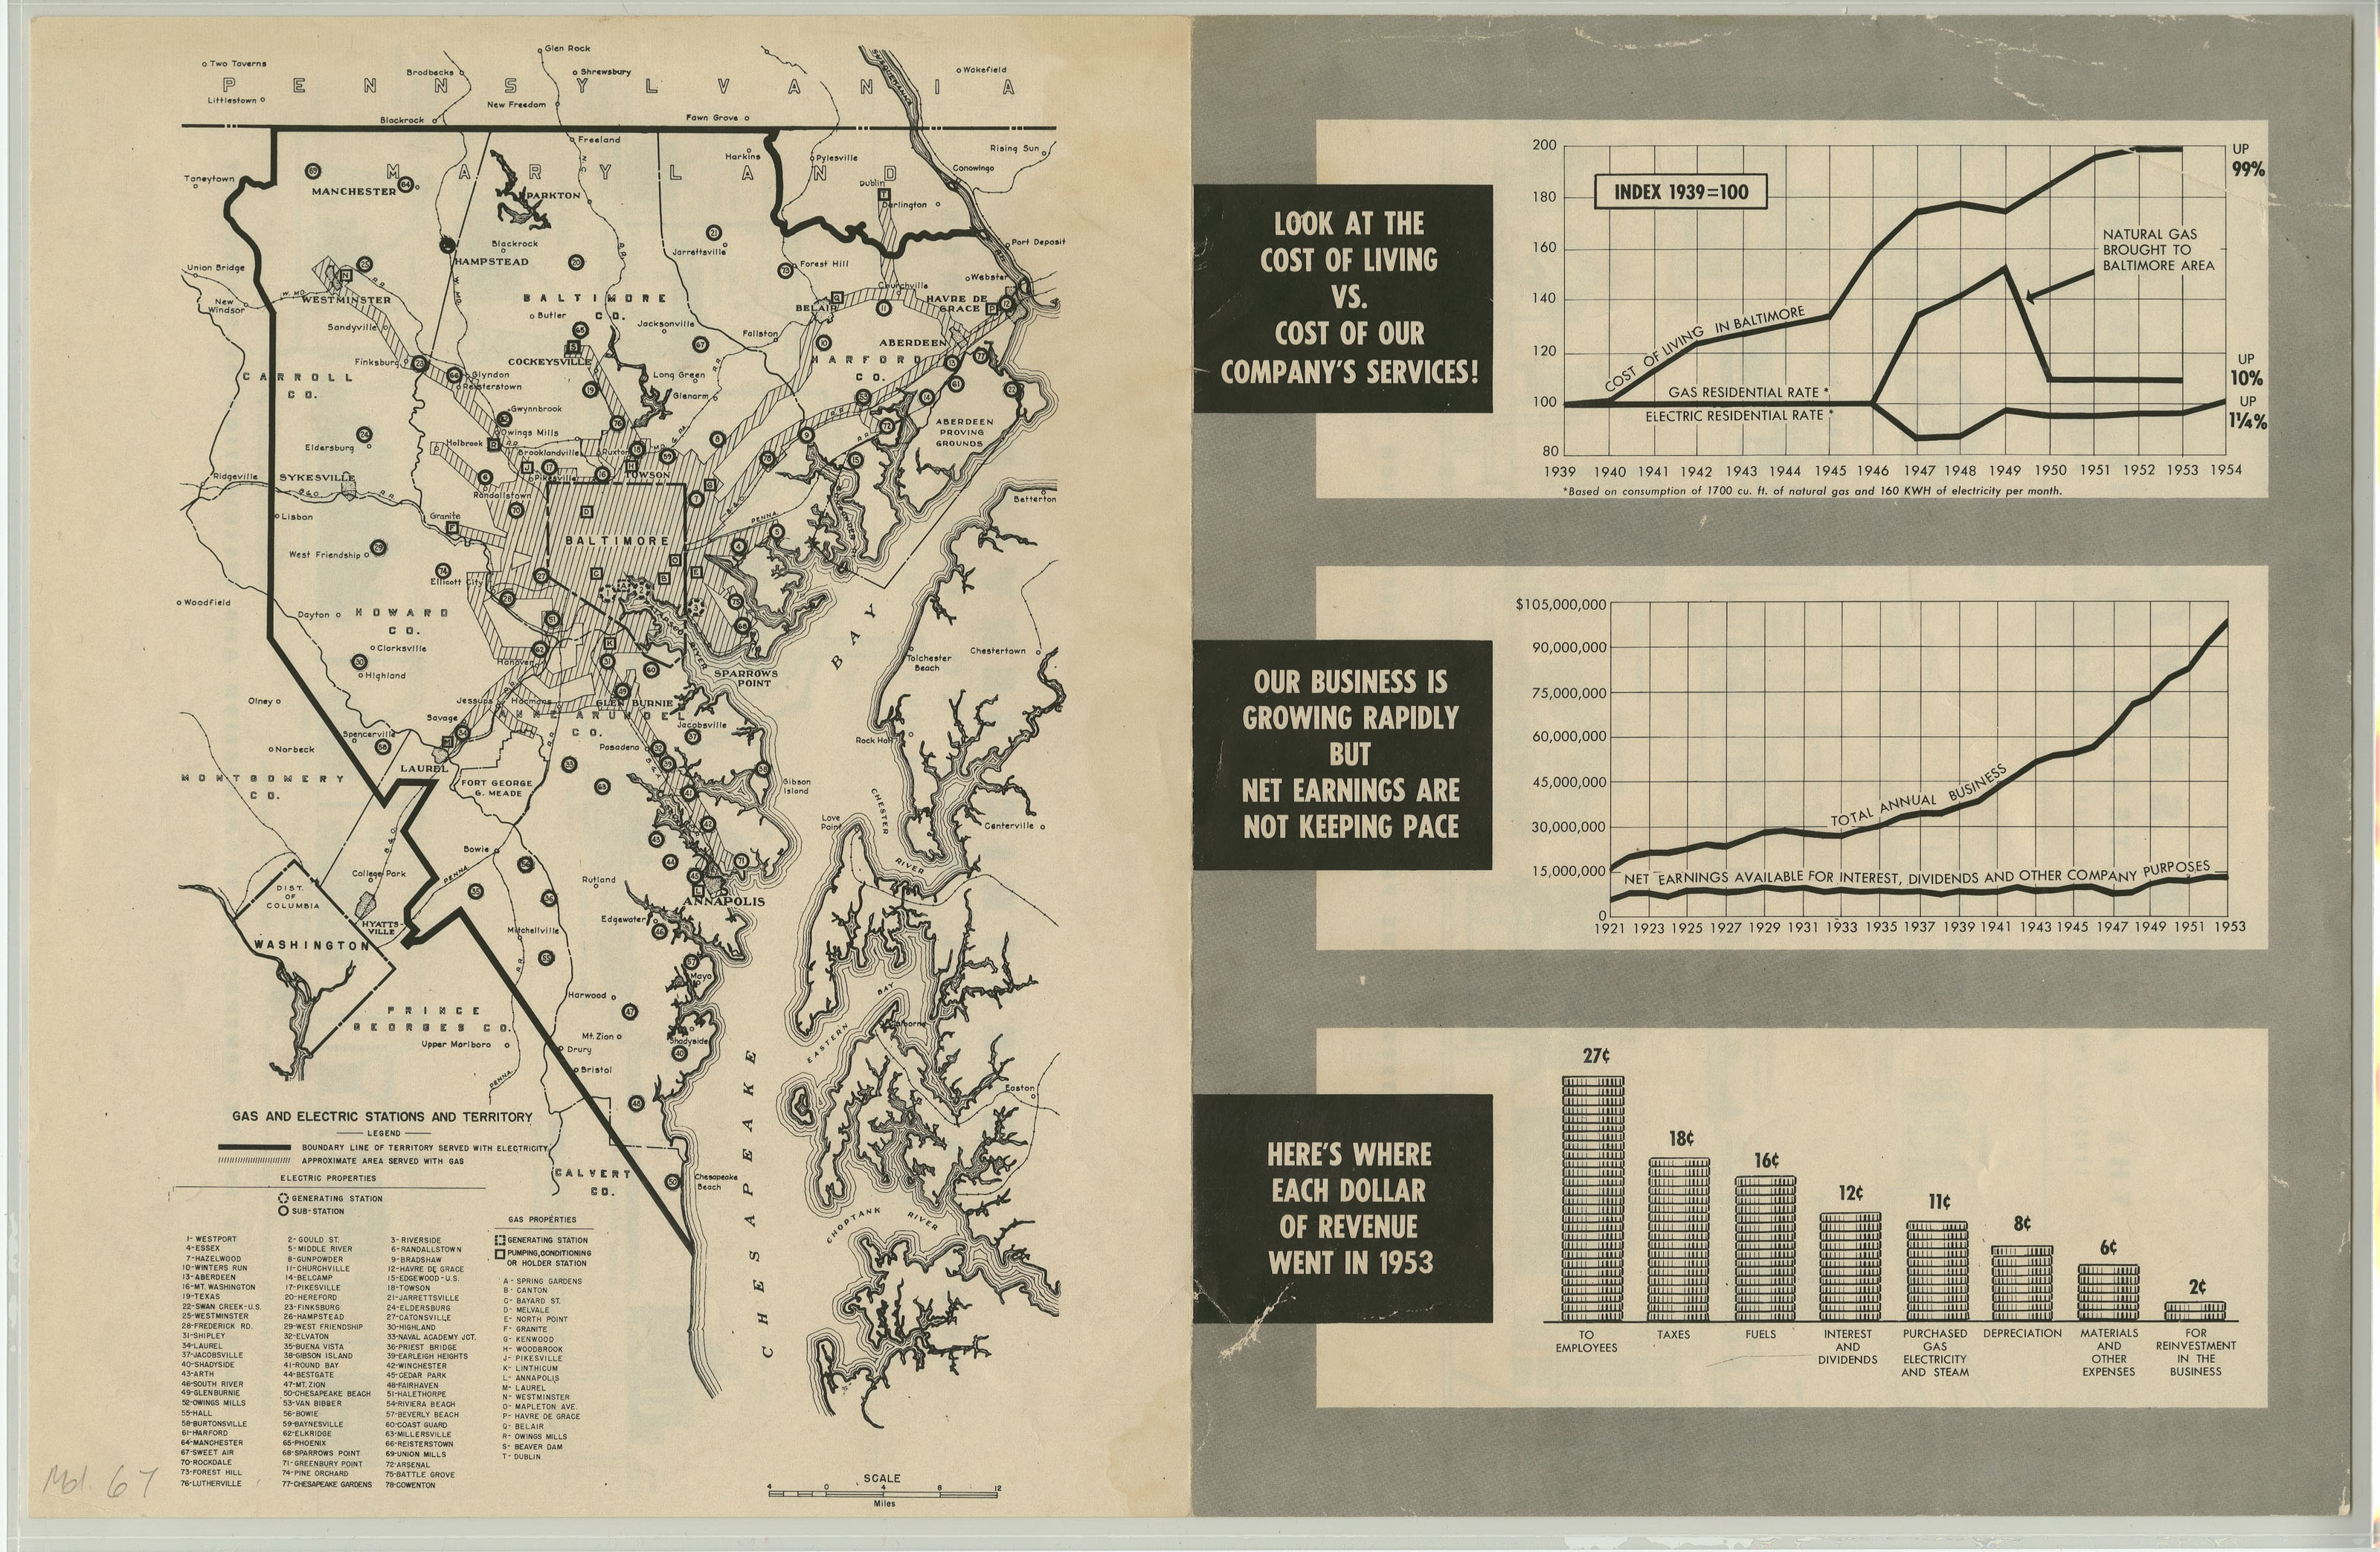 Glen Rock
Two Taverns
Brodbecks
Shrewsbury
Wakefield
PENNSYLVANIA
Littlestown
New Freedom
Blackrock
Fawn Grove
SUSQUEHANNA
Freeland
Harkins
Pylesville
Rising Sun
Conowingo
MARYLAND
Taneytown
MANCHESTER
PARKTON
Dublin
Darlington
Blackrock
Jarrettsville
Port Deposit
HAMPSTEAD
Forest Hill
Union Bridge
Webster
WESTMINSTER
BALTIMORE
CO.
Churchville
HAVRE DE
GRACE
New
Windsor
BELAIR
Butler
Sandyville
Jacksonville
Fallston
ABERDEEN
COCKEYSVILLE
HARFORD
CO.
Finksburg
Glyndon
Reisterstown
Long Green
CARROLL
CO.
Glenarm
Gwynnbrook
ABERDEEN
PROVING
GROUNDS
Owings Mills
Holbrook
Eldersburg
Brooklandville
Ruxton
TOWSON
Pikesville
Ridgeville
SYKESVILLE
Randallstown
Betterton
Lisbon
Granite
West Friendship
BALTIMORE
Ellicott City
Woodfield
Dayton
HOWARD
CO.
Clarksville
Hanover
Highland
SPARROWS
POINT
Tolchester
Beach
Chestertown
BAY
Olney
Jessups
Harmans
GLEN BURNIE
ANNE ARUNDEL
CO.
Savage
Jacobsville
Spencerville
Pasadena
Rock Hall
Norbeck
LAUREL
MONTGOMERY
CO.
FORT GEORGE
G. MEADE
Gibson
Island
CHESTER
RIVER
Love
Point
Centerville
Bowie
College Park
Rutland
DIST.
OF
COLUMBIA
ANNAPOLIS
HYATTS-
VILLE
Edgewater
Mitchellville
WASHINGTON
Mayo
Harwood
PRINCE
GEORGES CO.
EASTERN
BAY
Claiborne
Mt. Zion
Shadyside
Upper Marlboro
Drury
Bristol
Easton
CHESAPEAKE
CALVERT
CO.
Chesapeake
Beach
CHOPTANK RIVER
GAS AND ELECTRIC STATIONS AND TERRITORY
LEGEND
BOUNDARY LINE OF TERRITORY SERVED WITH ELECTRICITY
APPROXIMATE AREA SERVED WITH GAS
ELECTRIC PROPERTIES
GENERATING STATION
SUB-STATION
1- WESTPORT 2- GOULD ST. 3- RIVERSIDE
4-ESSEX 5-MIDDLE RIVER 6-RANDALLSTOWN
7-HAZELWOOD 8-GUNPOWDER 9-BRADSHAW
10-WINTERS RUN 11-CHURCHVILLE 12-HAVRE DE GRACE
13-ABERDEEN 14-BELCAMP 15-EDGEWOOD-U.S.
16-MT. WASHINGTON 17-PIKESVILLE 18-TOWSON
19-TEXAS 20-HEREFORD 21-JARRETTSVILLE
22-SWAN CREEK-U.S. 23-FINKSBURG 24-ELDERSBURG
25-WESTMINSTER 26-HAMPSTEAD 27-CATONSVILLE
28-FREDERICK RD. 29-WEST FRIENDSHIP 30-HIGHLAND
31-SHIPLEY 32-ELVATON 33-NAVAL ACADEMY JCT.
34-LAUREL 35-BUENA VISTA 36-PRIEST BRIDGE
37-JACOBSVILLE 38-GIBSON ISLAND 39-EARLEIGH HEIGHTS
40-SHADYSIDE 41-ROUND BAY 42-WINCHESTER
43-ARTH 44-BESTGATE 45-CEDAR PARK
46-SOUTH RIVER 47-MT. ZION 48-FAIRHAVEN
49-GLENBURNIE 50-CHESAPEAKE BEACH 51-HALETHORPE
52-OWINGS MILLS 53-VAN BIBBER 54-RIVIERA BEACH
55-HALL 56-BOWIE 57-BEVERLY BEACH
58-BURTONSVILLE 59-BAYNESVILLE 60-COAST GUARD
61-HARFORD 62-ELKRIDGE 63-MILLERSVILLE
64-MANCHESTER 65-PHOENIX 66-REISTERSTOWN
67-SWEET AIR 68-SPARROWS POINT 69-UNION MILLS
70-ROCKDALE 71-GREENBURY POINT 72-ARSENAL
73-FOREST HILL 74-PINE ORCHARD 75-BATTLE GROVE
76-LUTHERVILLE 77-CHESAPEAKE GARDENS 78-COWENTON
GAS PROPERTIES
GENERATING STATION
PUMPING, CONDITIONING
OR HOLDER STATION
A - SPRING GARDENS
B - CANTON
C - BAYARD ST.
D - MELVALE
E - NORTH POINT
F - GRANITE
G - KENWOOD
H - WOODBROOK
J - PIKESVILLE
K - LINTHICUM
L - ANNAPOLIS
M - LAUREL
N - WESTMINSTER
O - MAPLETON AVE.
P - HAVRE DE GRACE
Q - BELAIR
R - OWINGS MILLS
S - BEAVER DAM
T - DUBLIN
SCALE
4 0 4 8 12
Miles
Md. 67
LOOK AT THE
COST OF LIVING
VS.
COST OF OUR
COMPANY'S SERVICES!
INDEX 1939=100
200
180
160
140
120
100
80
UP
99%
NATURAL GAS
BROUGHT TO
BALTIMORE AREA
COST OF LIVING IN BALTIMORE
UP
10%
GAS RESIDENTIAL RATE *
ELECTRIC RESIDENTIAL RATE *
UP
1¼%
1939 1940 1941 1942 1943 1944 1945 1946 1947 1948 1949 1950 1951 1952 1953 1954
*Based on consumption of 1700 cu. ft. of natural gas and 160 KWH of electricity per month.
OUR BUSINESS IS
GROWING RAPIDLY
BUT
NET EARNINGS ARE
NOT KEEPING PACE
$105,000,000
90,000,000
75,000,000
60,000,000
45,000,000
30,000,000
15,000,000
0
TOTAL ANNUAL BUSINESS
NET EARNINGS AVAILABLE FOR INTEREST, DIVIDENDS AND OTHER COMPANY PURPOSES
1921 1923 1925 1927 1929 1931 1933 1935 1937 1939 1941 1943 1945 1947 1949 1951 1953
HERE'S WHERE
EACH DOLLAR
OF REVENUE
WENT IN 1953
27¢
18¢
16¢
12¢
11¢
8¢
6¢
2¢
TO
EMPLOYEES
TAXES
FUELS
INTEREST
AND
DIVIDENDS
PURCHASED
GAS
ELECTRICITY
AND STEAM
DEPRECIATION
MATERIALS
AND
OTHER
EXPENSES
FOR
REINVESTMENT
IN THE
BUSINESS